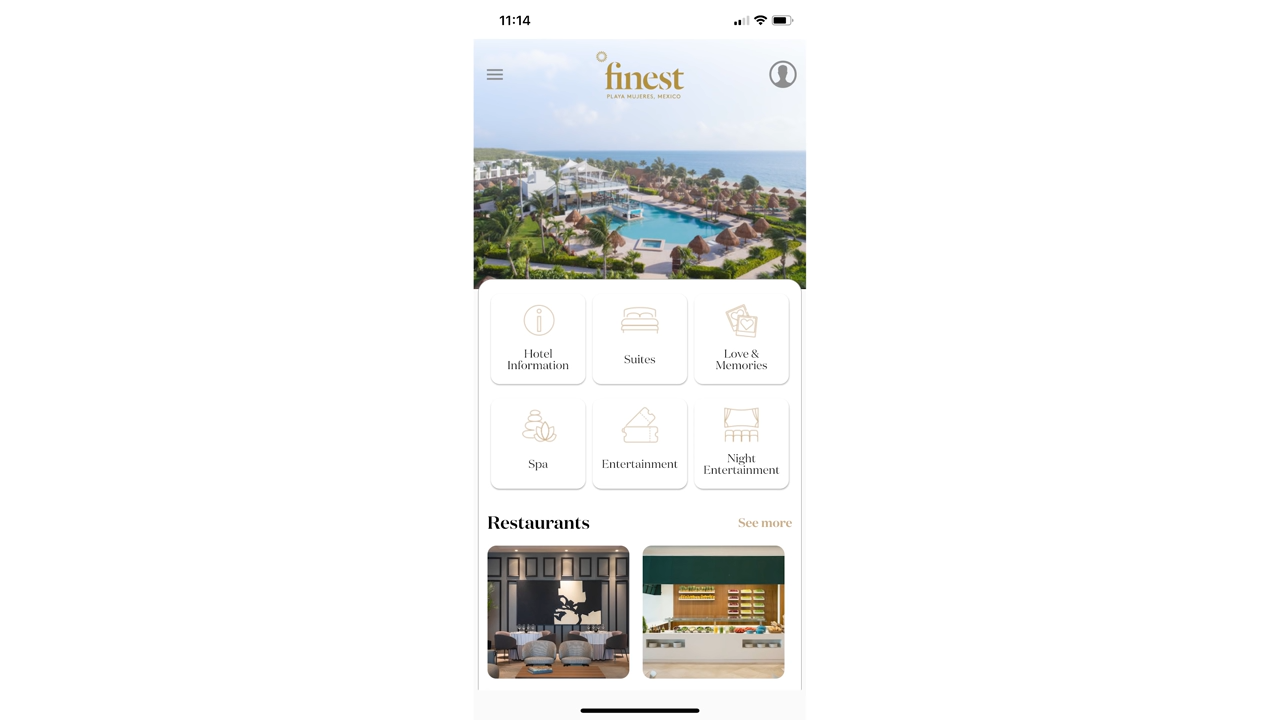 11:14
finest
PLAYA MUJERES, MEXICO
Hotel
Information
Suites
Love &
Memories
Spa
Entertainment
Night
Entertainment
Restaurants
See more